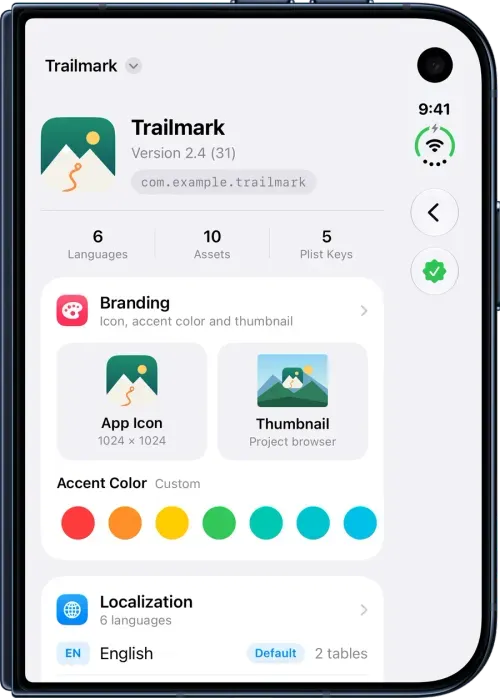 Trailmark
9:41
Trailmark
Version 2.4 (31)
com.example.trailmark
6
Languages
10
Assets
5
Plist Keys
Branding
Icon, accent color and thumbnail
App Icon
1024 × 1024
Thumbnail
Project browser
Accent Color Custom
Localization
6 languages
EN English Default 2 tables